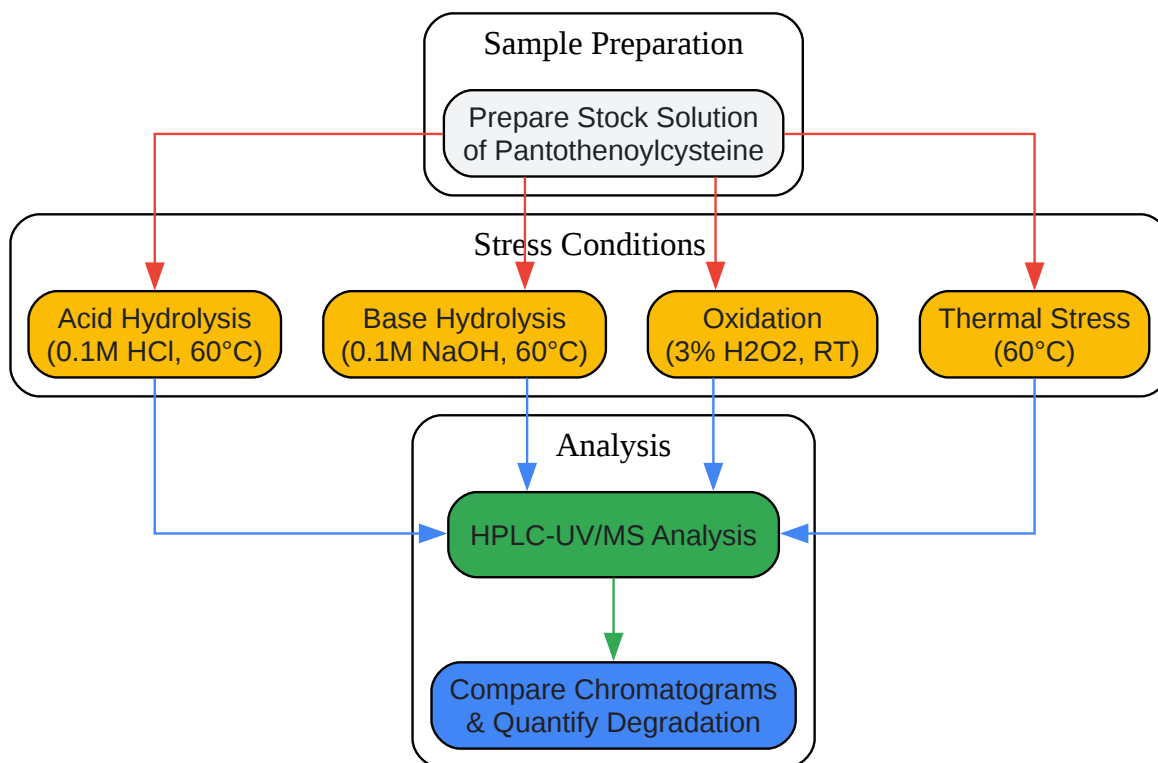 Sample Preparation
Prepare Stock Solution
of Pantothenoylcysteine
Stress Conditions
Acid Hydrolysis
(0.1M HCl, 60°C)
Base Hydrolysis
(0.1M NaOH, 60°C)
Oxidation
(3% H2O2, RT)
Thermal Stress
(60°C)
Analysis
HPLC-UV/MS Analysis
Compare Chromatograms
& Quantify Degradation